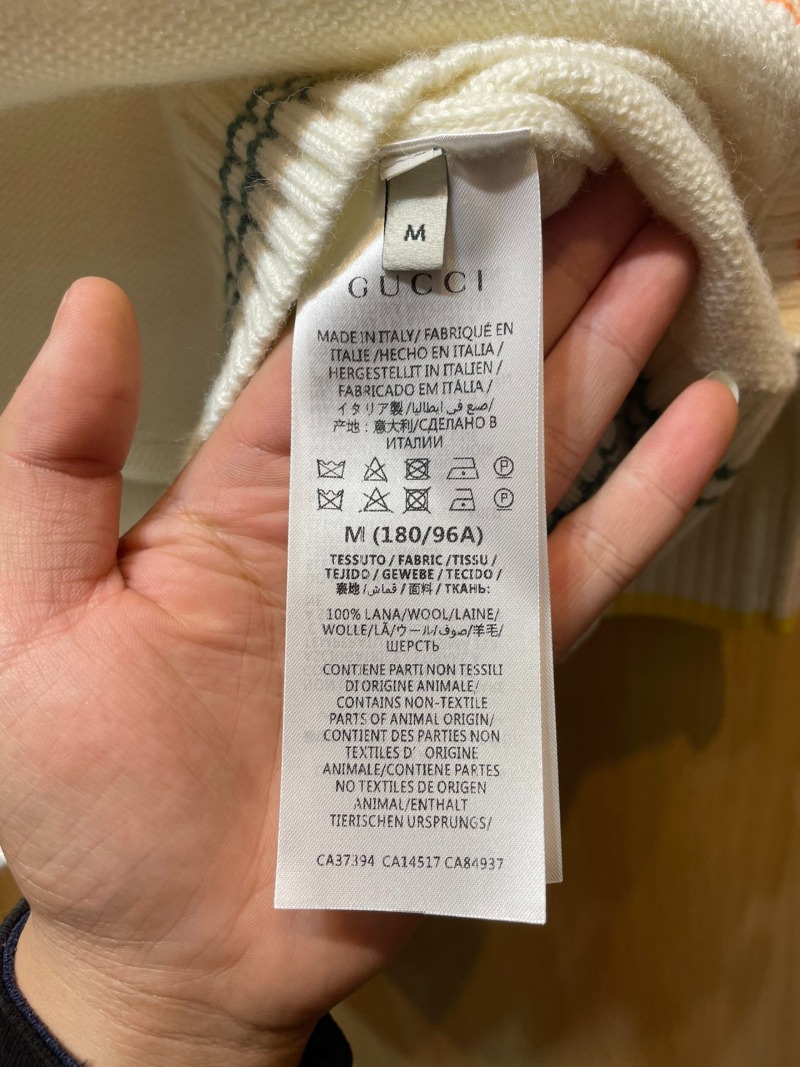 M
GUCCI
MADE IN ITALY/ FABRIQUÉ EN
ITALIE /HECHO EN ITALIA /
HERGESTELLT IN ITALIEN /
FABRICADO EM ITÁLIA /
イタリア製 /صنع في ايطاليا/
产地：意大利/СДЕЛАНО В
ИТАЛИИ
P
P
M (180/96A)
TESSUTO / FABRIC /TISSU /
TEJIDO / GEWEBE / TECIDO /
表地 /قماش/ 面料 / ТКАНЬ:
100% LANA/WOOL/LAINE/
WOLLE/LÃ/ウール/صوف/羊毛/
ШЕРСТЬ
CONTIENE PARTI NON TESSILI
DI ORIGINE ANIMALE/
CONTAINS NON-TEXTILE
PARTS OF ANIMAL ORIGIN/
CONTIENT DES PARTIES NON
TEXTILES D' ORIGINE
ANIMALE/CONTIENE PARTES
NO TEXTILES DE ORIGEN
ANIMAL/ENTHALT
TIERISCHEN URSPRUNGS/
CA37394 CA14517 CA84937